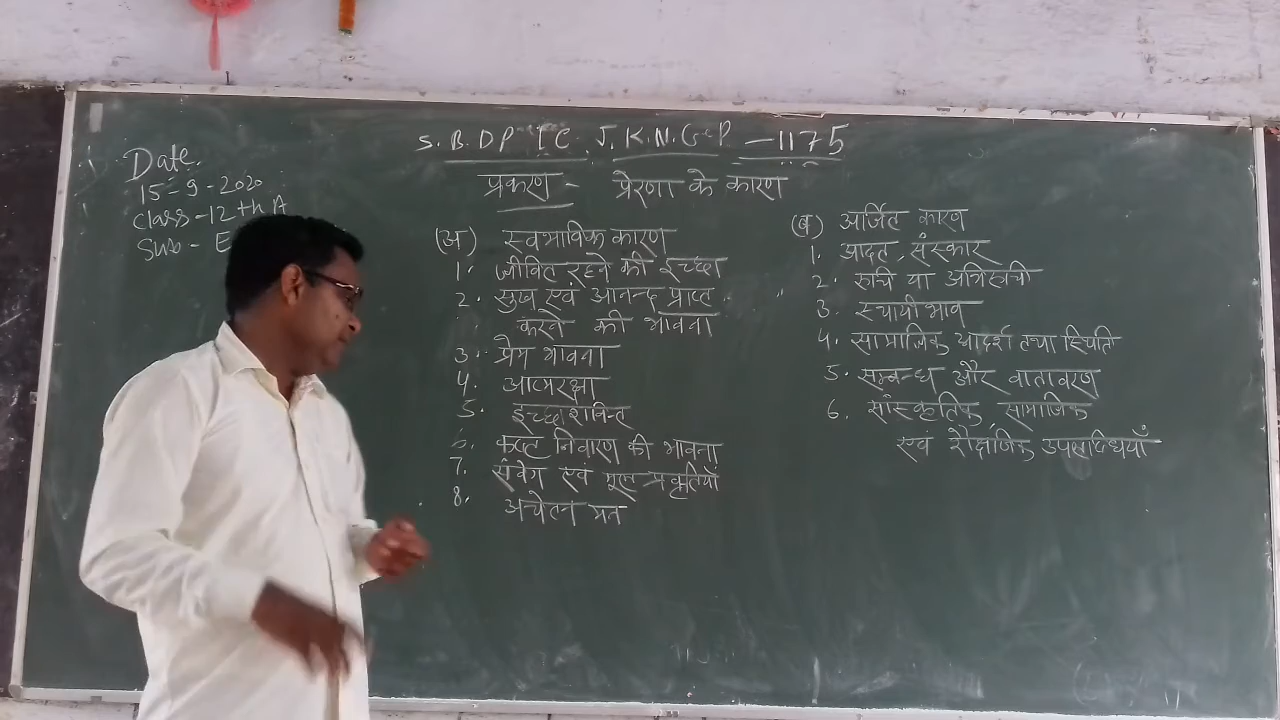 S.B.D.P I C J.K.N.G.P -1175
Date.
15-9-2020
Class-12th A
Sub - E
प्रकरण - प्रेरणा के कारण
(अ) स्वभाविक कारण
1. जीवित रहने की इच्छा
2. सुख एवं आनन्द प्राप्त
करने की भावना
3. प्रेम भावना
4. आत्मरक्षा
5. इच्छाशक्ति
6. कष्ट निवारण की भावना
7. संवेग एवं मूल प्रवृतियाँ
8. अचेतन मन
(ब) अर्जित कारण
1. आदत, संस्कार
2. रुचि या अभिरुची
3. स्थायी भाव
4. सामाजिक आदर्श तथा स्थिति
5. सम्बन्ध और वातावरण
6. साँस्कृतिक, सामाजिक
एवं शैक्षणिक उपलब्धियाँ